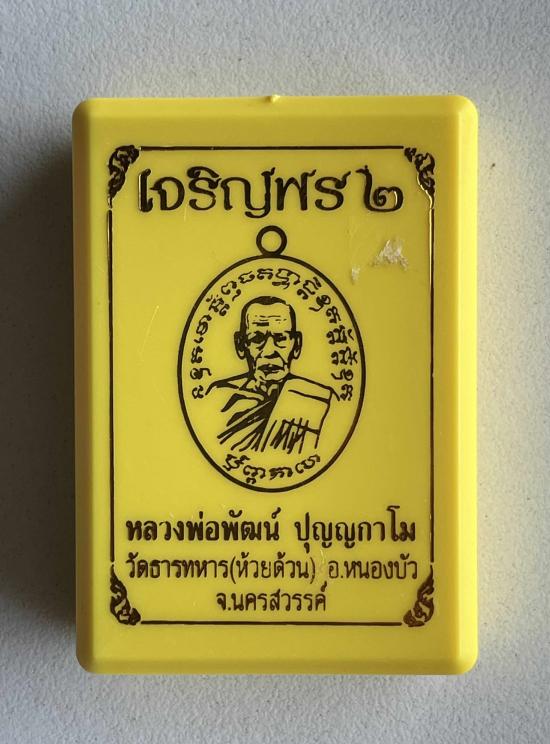 เจริญพร ๒
หลวงพ่อพัฒน์ ปุญญกาโม
วัดธารทหาร(ห้วยด้วน) อ.หนองบัว
จ.นครสวรรค์